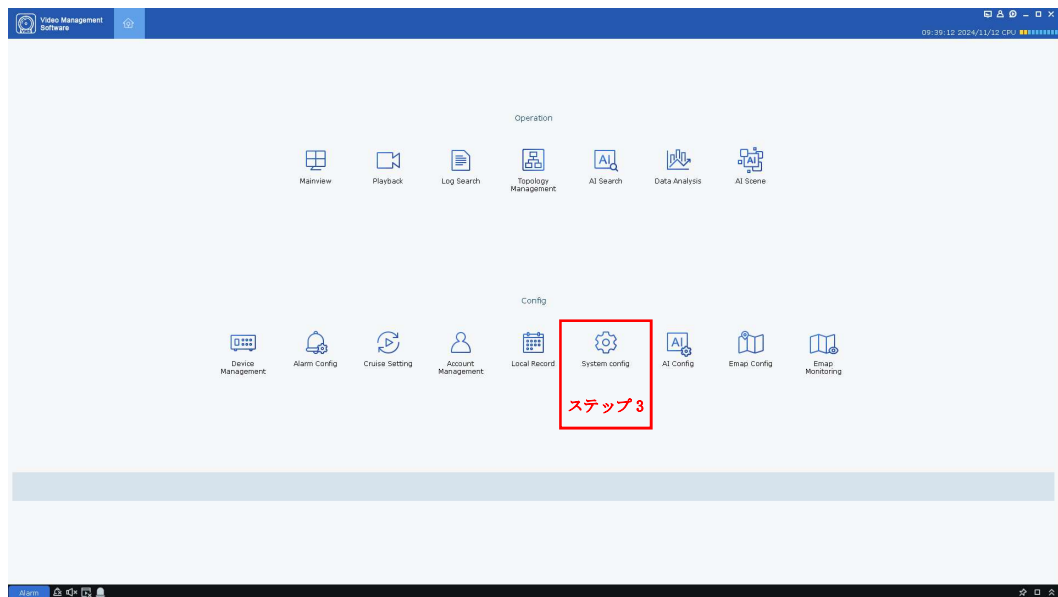 Video Management
Software
09:39:12 2024/11/12 CPU
Operation
Mainview
Playback
Log Search
Topology
Management
AI Search
Data Analysis
AI Scene
Config
Device
Management
Alarm Config
Cruise Setting
Account
Management
Local Record
System config
AI Config
Emap Config
Emap
Monitoring
ステップ 3
Alarm